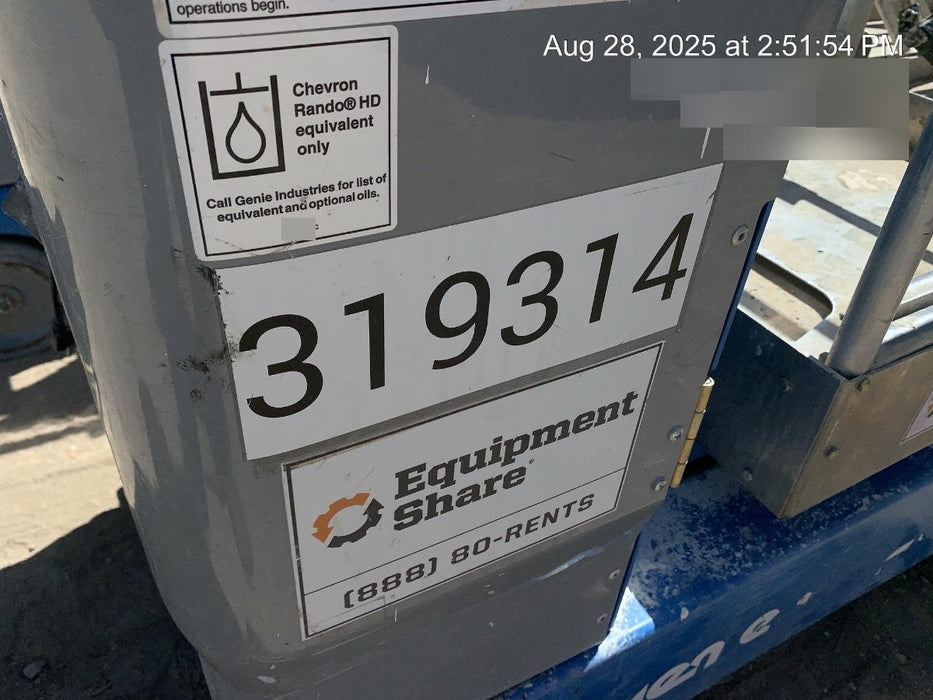 operations begin.
Aug 28, 2025 at 2:51:54 PM
Chevron
Rando® HD
equivalent
only
Call Genie Industries for list of
equivalent and optional oils.
319314
Equipment
Share
(888) 80-RENTS